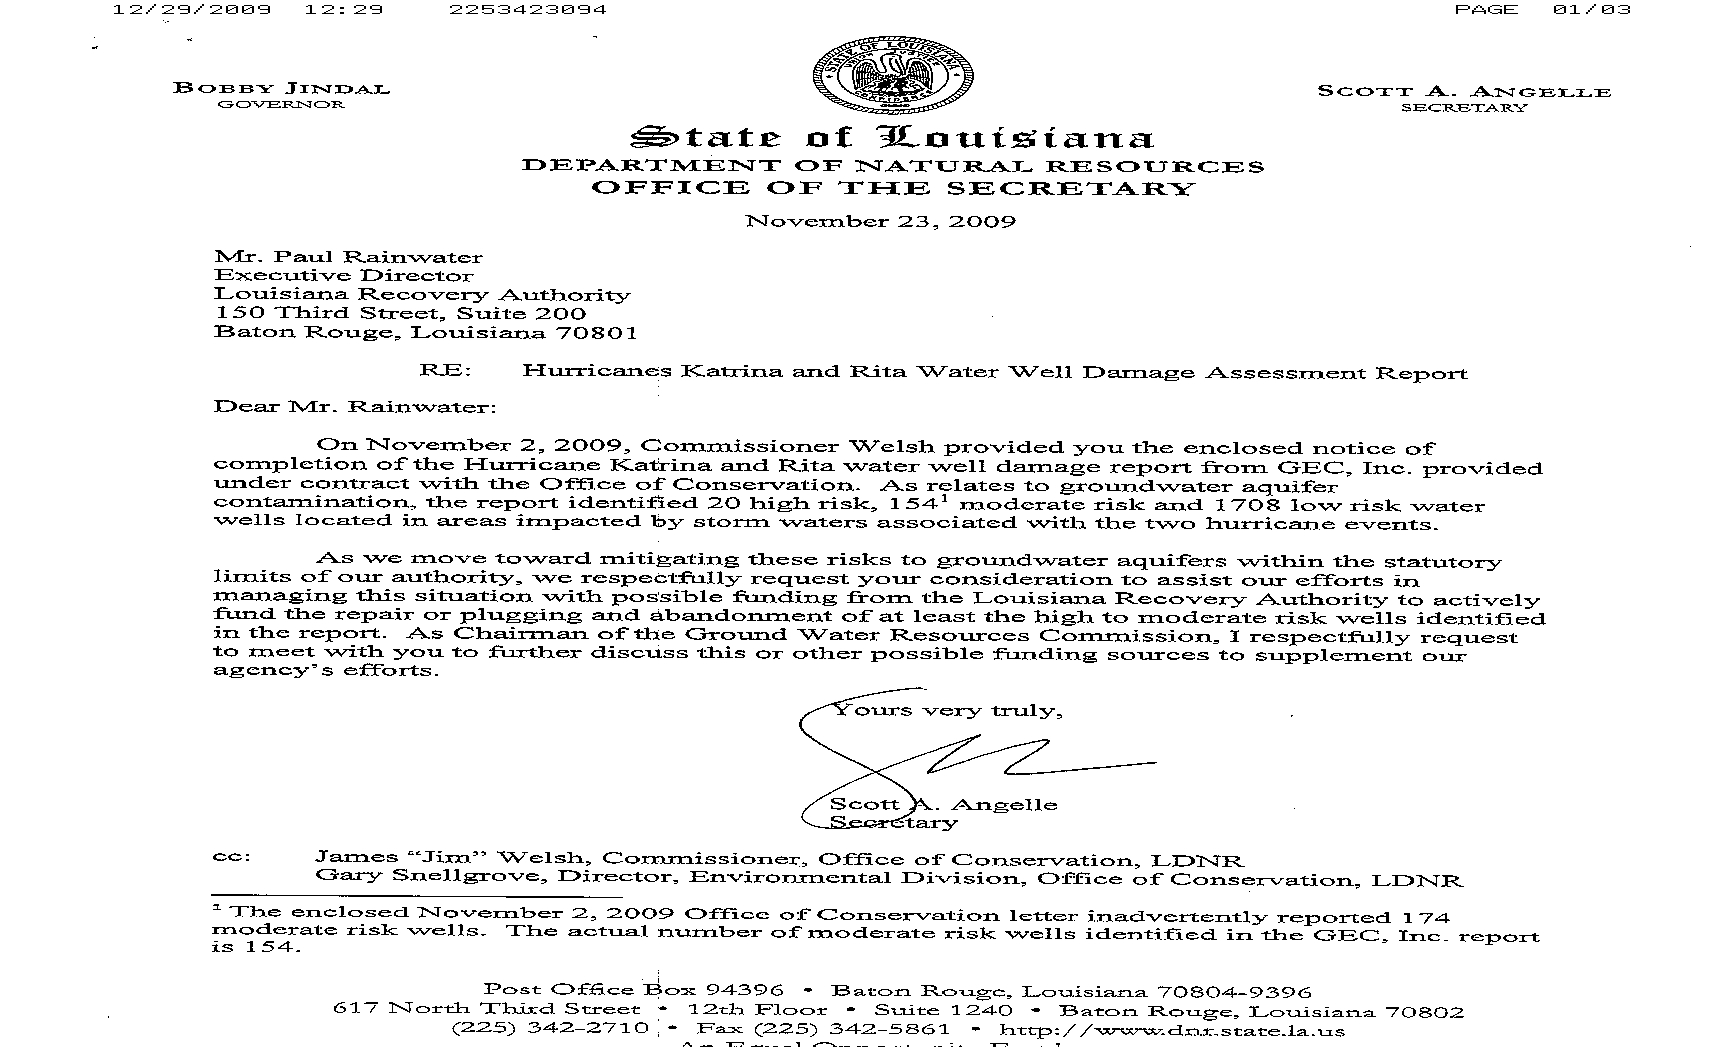 12/29/2009 12:29 2253423094 PAGE 01/03
BOBBY JINDAL
GOVERNOR
STATE OF LOUISIANA
UNION JUSTICE
CONFIDENCE
SCOTT A. ANGELLE
SECRETARY
State of Louisiana
DEPARTMENT OF NATURAL RESOURCES
OFFICE OF THE SECRETARY
November 23, 2009
Mr. Paul Rainwater
Executive Director
Louisiana Recovery Authority
150 Third Street, Suite 200
Baton Rouge, Louisiana 70801
RE: Hurricanes Katrina and Rita Water Well Damage Assessment Report
Dear Mr. Rainwater:
On November 2, 2009, Commissioner Welsh provided you the enclosed notice of
completion of the Hurricane Katrina and Rita water well damage report from GEC, Inc. provided
under contract with the Office of Conservation. As relates to groundwater aquifer
contamination, the report identified 20 high risk, 154¹ moderate risk and 1708 low risk water
wells located in areas impacted by storm waters associated with the two hurricane events.
As we move toward mitigating these risks to groundwater aquifers within the statutory
limits of our authority, we respectfully request your consideration to assist our efforts in
managing this situation with possible funding from the Louisiana Recovery Authority to actively
fund the repair or plugging and abandonment of at least the high to moderate risk wells identified
in the report. As Chairman of the Ground Water Resources Commission, I respectfully request
to meet with you to further discuss this or other possible funding sources to supplement our
agency's efforts.
Yours very truly,
Scott A. Angelle
Secretary
cc: James “Jim” Welsh, Commissioner, Office of Conservation, LDNR
Gary Snellgrove, Director, Environmental Division, Office of Conservation, LDNR
¹ The enclosed November 2, 2009 Office of Conservation letter inadvertently reported 174
moderate risk wells. The actual number of moderate risk wells identified in the GEC, Inc. report
is 154.
Post Office Box 94396 • Baton Rouge, Louisiana 70804-9396
617 North Third Street • 12th Floor • Suite 1240 • Baton Rouge, Louisiana 70802
(225) 342-2710 • Fax (225) 342-5861 • http://www.dnr.state.la.us
An Equal Opportunity